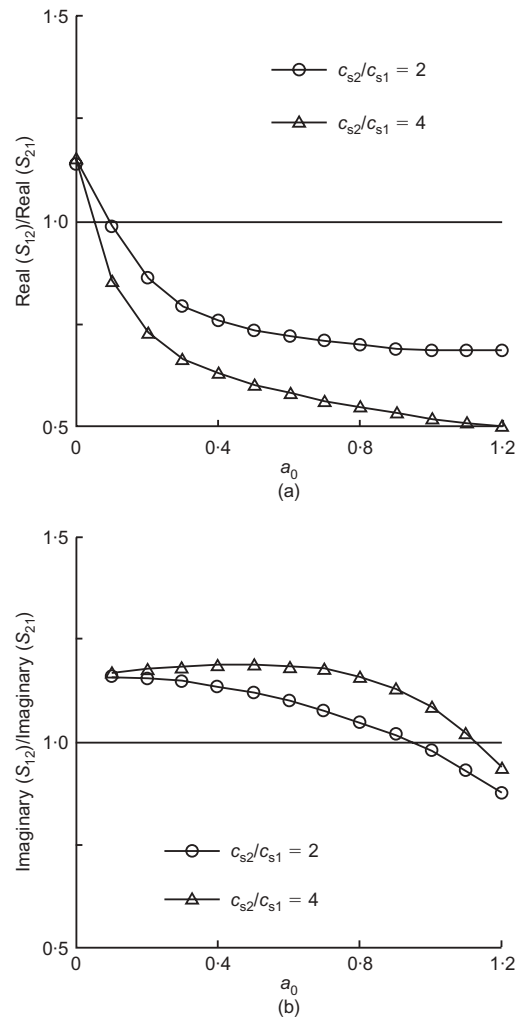 1·5
c_s2/c_s1 = 2
c_s2/c_s1 = 4
Real (S_12)/Real (S_21)
1·0
0·5
0 0·4 0·8 1·2
a_0
(a)
1·5
Imaginary (S_12)/Imaginary (S_21)
1·0
c_s2/c_s1 = 2
c_s2/c_s1 = 4
0·5
0 0·4 0·8 1·2
a_0
(b)